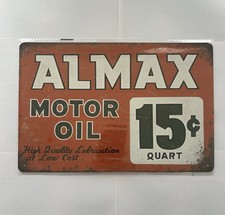 ALMAX
MOTOR
OIL
15¢
QUART
High Quality Lubrication
at Low Cost